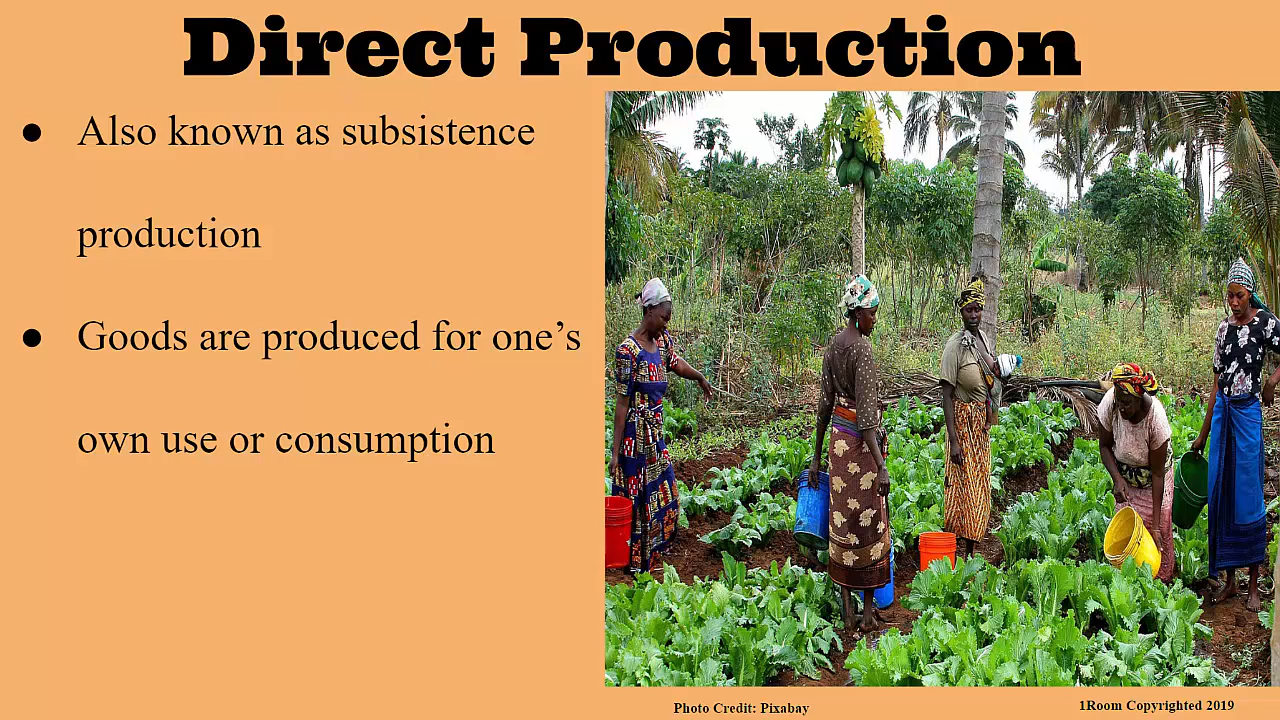 Direct Production
● Also known as subsistence
production
● Goods are produced for one’s
own use or consumption
Photo Credit: Pixabay
1Room Copyrighted 2019